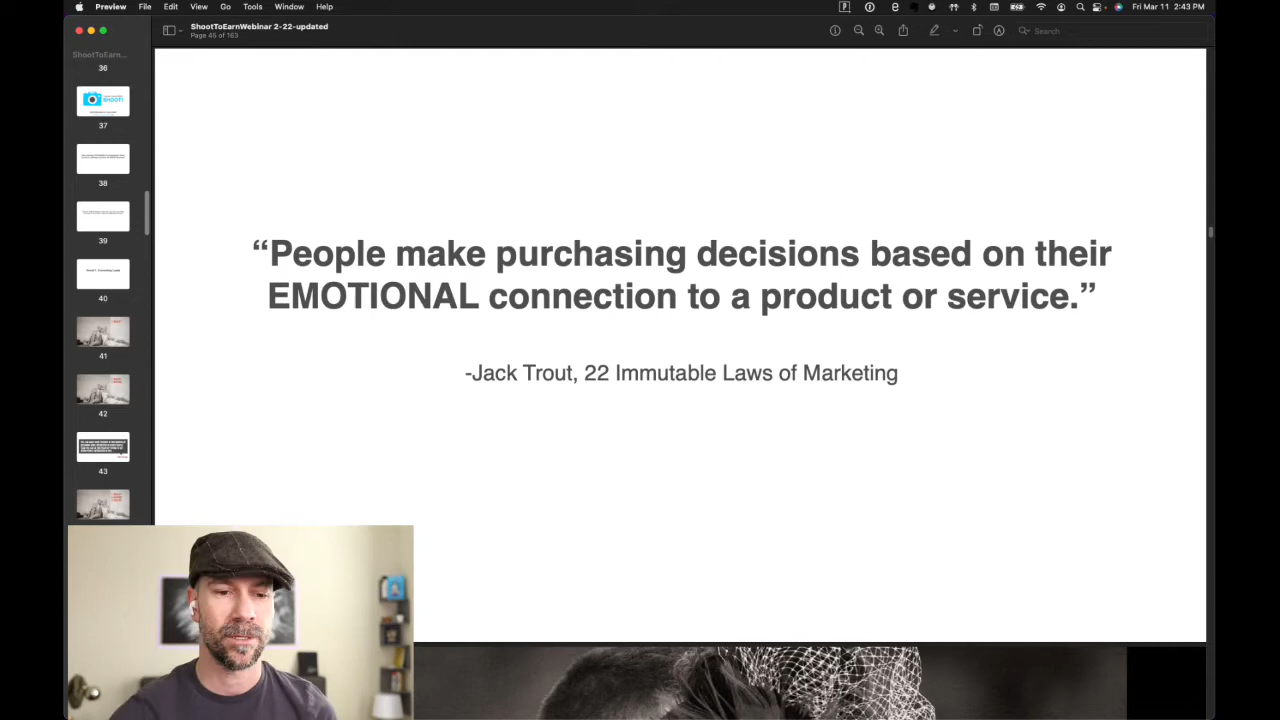 Preview File Edit View Go Tools Window Help Fri Mar 11 2:43 PM
ShootToEarnWebinar 2-22-updated
Page 45 of 163
Search
ShootToEarn...
36
SHOOT!
37
38
39
40
41
42
43
“People make purchasing decisions based on their
EMOTIONAL connection to a product or service.”
-Jack Trout, 22 Immutable Laws of Marketing